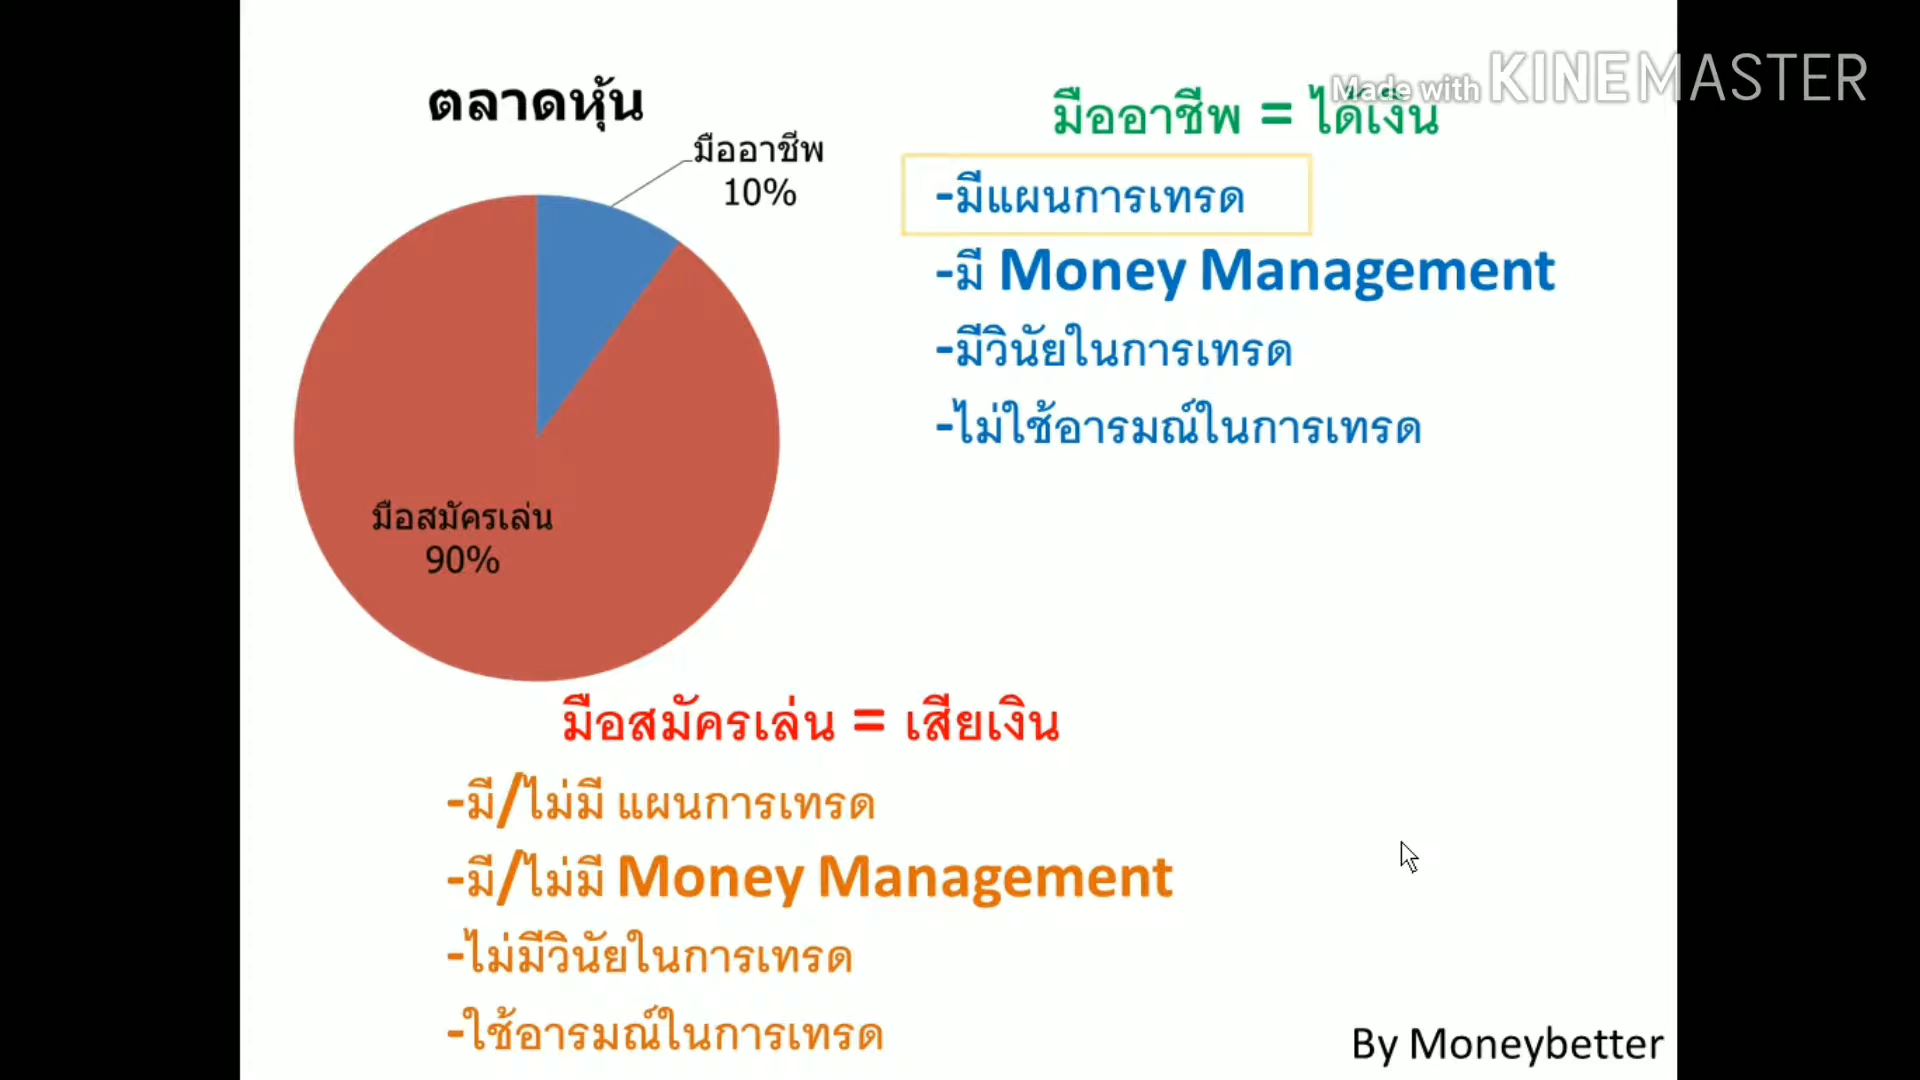 Made with KINEMASTER
ตลาดหุ้น
มืออาชีพ
10%
มือสมัครเล่น
90%
มืออาชีพ = ได้เงิน
-มีแผนการเทรด
-มี Money Management
-มีวินัยในการเทรด
-ไม่ใช้อารมณ์ในการเทรด
มือสมัครเล่น = เสียเงิน
-มี/ไม่มี แผนการเทรด
-มี/ไม่มี Money Management
-ไม่มีวินัยในการเทรด
-ใช้อารมณ์ในการเทรด
By Moneybetter